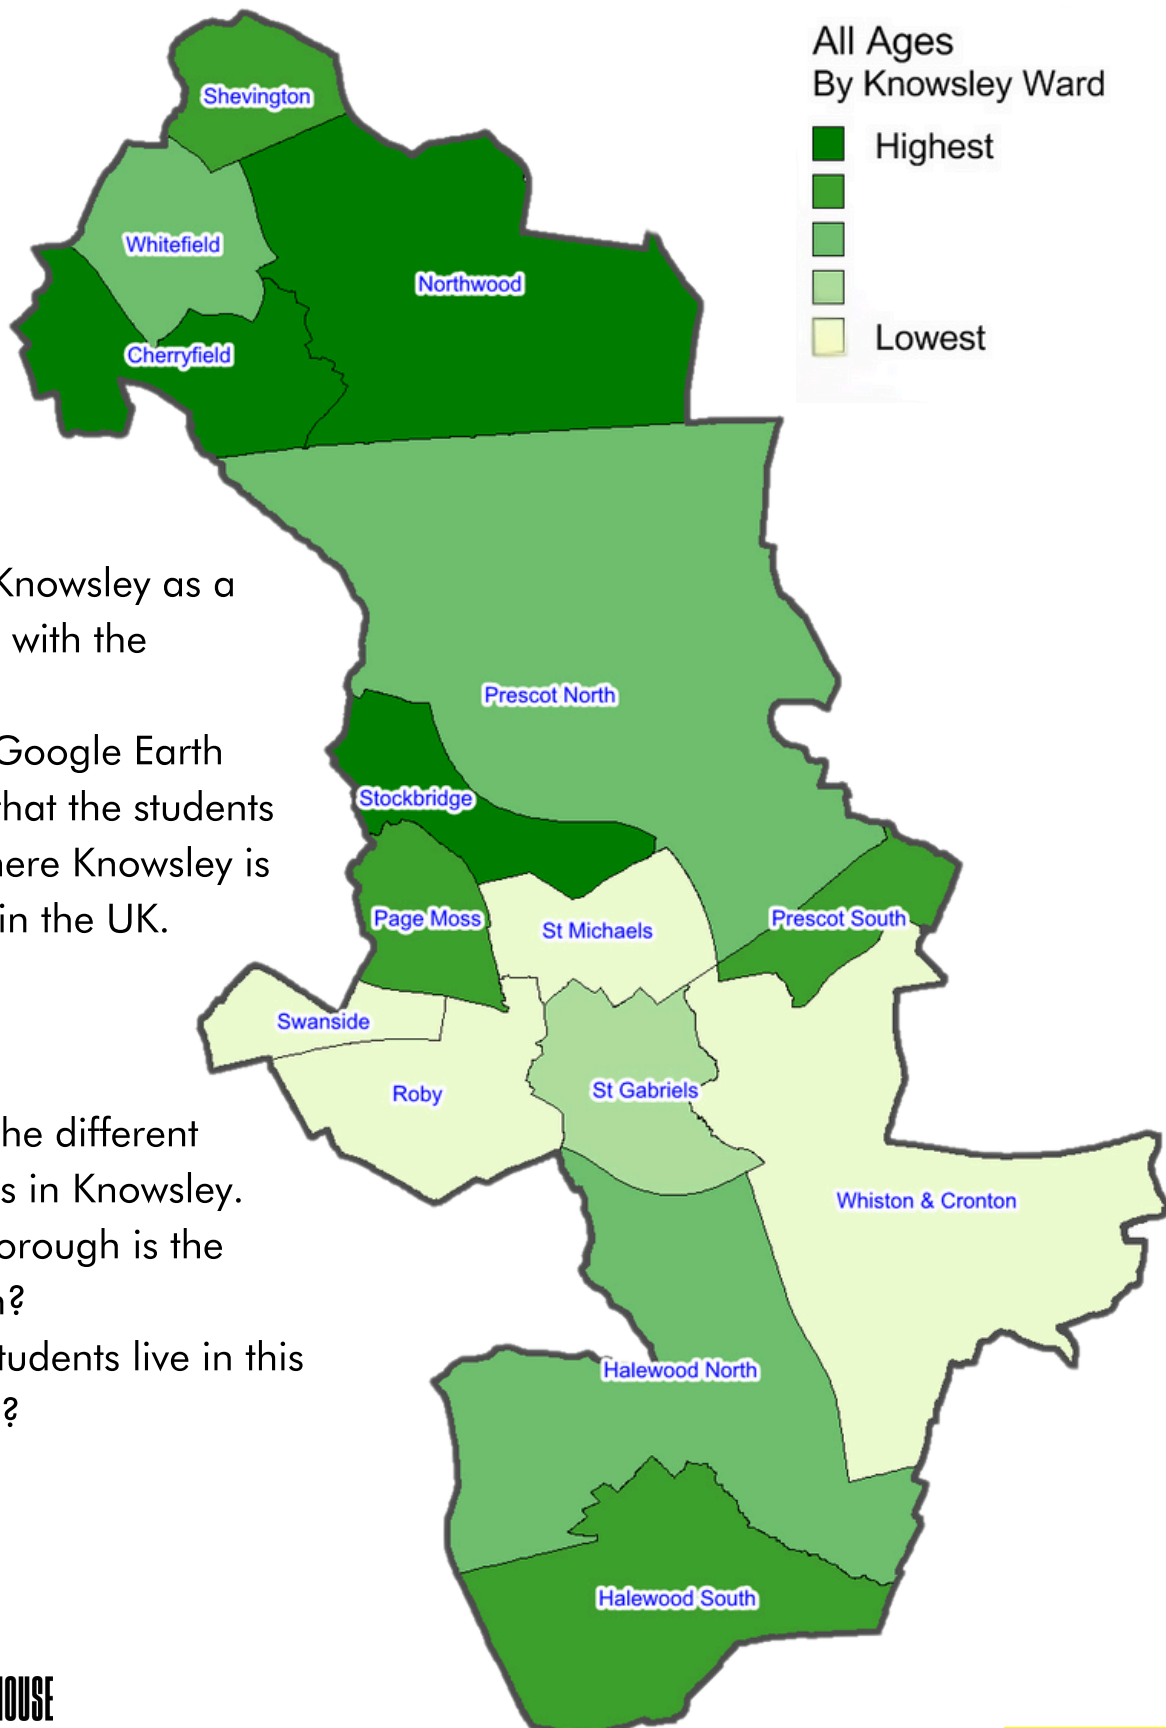 All Ages
By Knowsley Ward
Highest
Lowest
Shevington
Whitefield
Northwood
Cherryfield
Knowsley as a
with the
Prescot North
Google Earth
that the students
Stockbridge
here Knowsley is
in the UK.
Page Moss
St Michaels
Prescot South
Swanside
Roby
St Gabriels
he different
s in Knowsley.
Whiston & Cronton
orough is the
?
tudents live in this
Halewood North
?
Halewood South
HOUSE